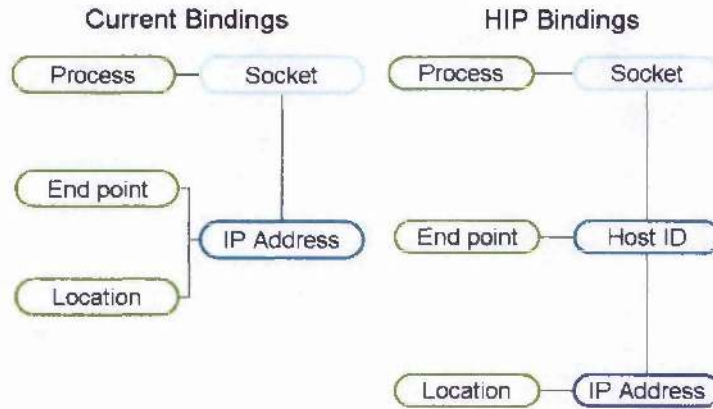 Current Bindings
Process
Socket
End point
IP Address
Location
HIP Bindings
Process
Socket
End point
Host ID
Location
IP Address